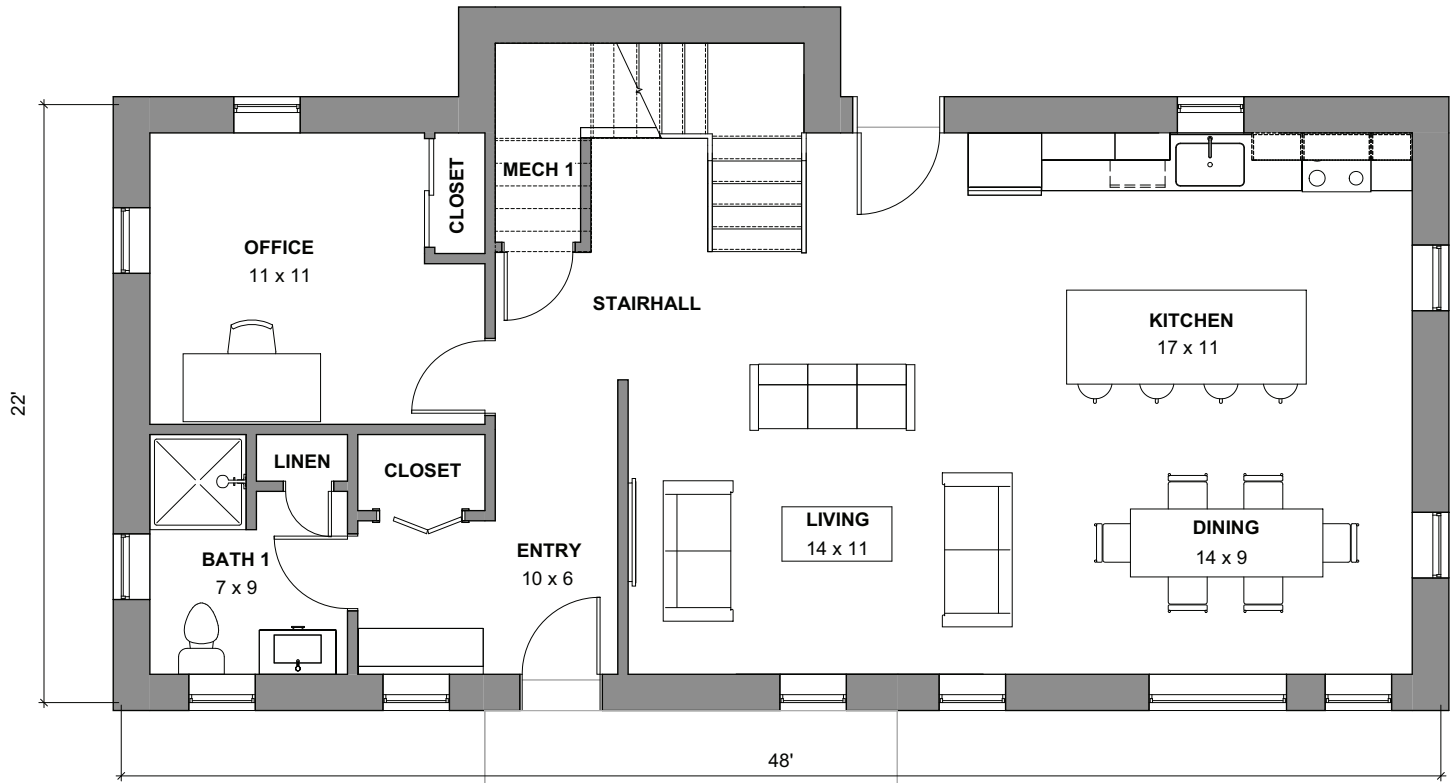 MECH 1
CLOSET
OFFICE
11 x 11
STAIRHALL
KITCHEN
17 x 11
22'
LINEN
CLOSET
LIVING
14 x 11
DINING
14 x 9
BATH 1
7 x 9
ENTRY
10 x 6
48'